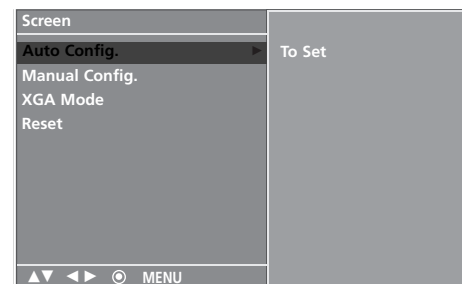 Screen
Auto Config. ► To Set
Manual Config.
XGA Mode
Reset
▲▼ ◄► ◉ MENU